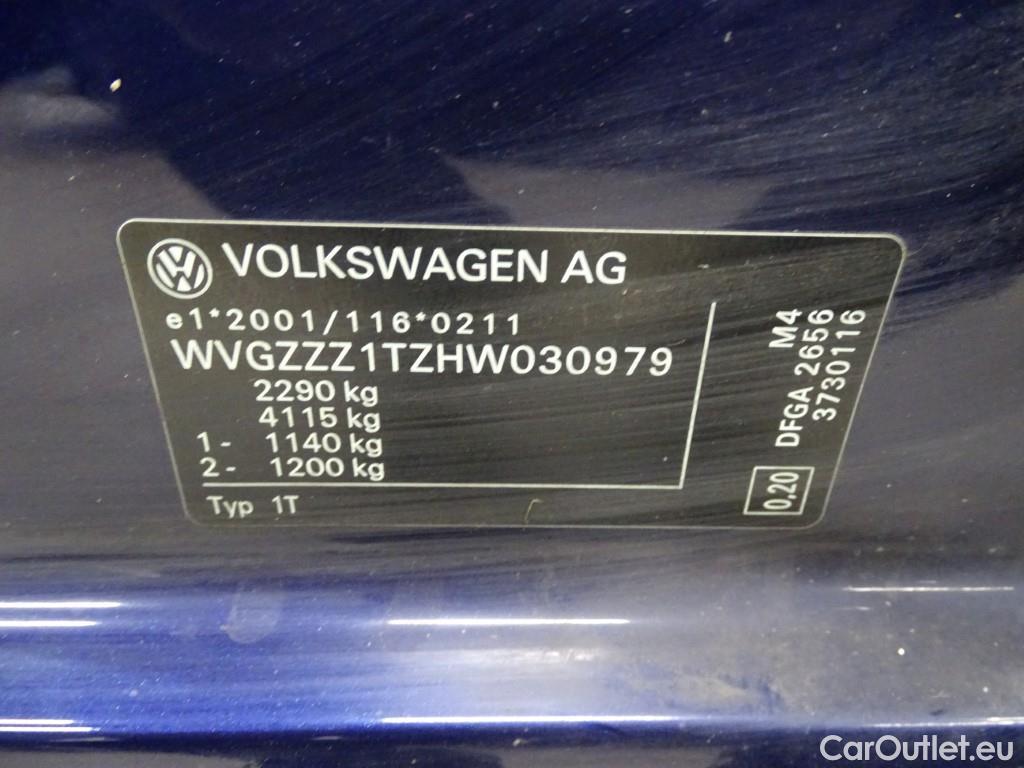 VOLKSWAGEN AG
e1*2001/116*0211
WVGZZZ1TZHW030979
2290 kg
4115 kg
1- 1140 kg
2- 1200 kg
Typ 1T
M4
DFGA 2656
3730116
0,20
CarOutlet.eu